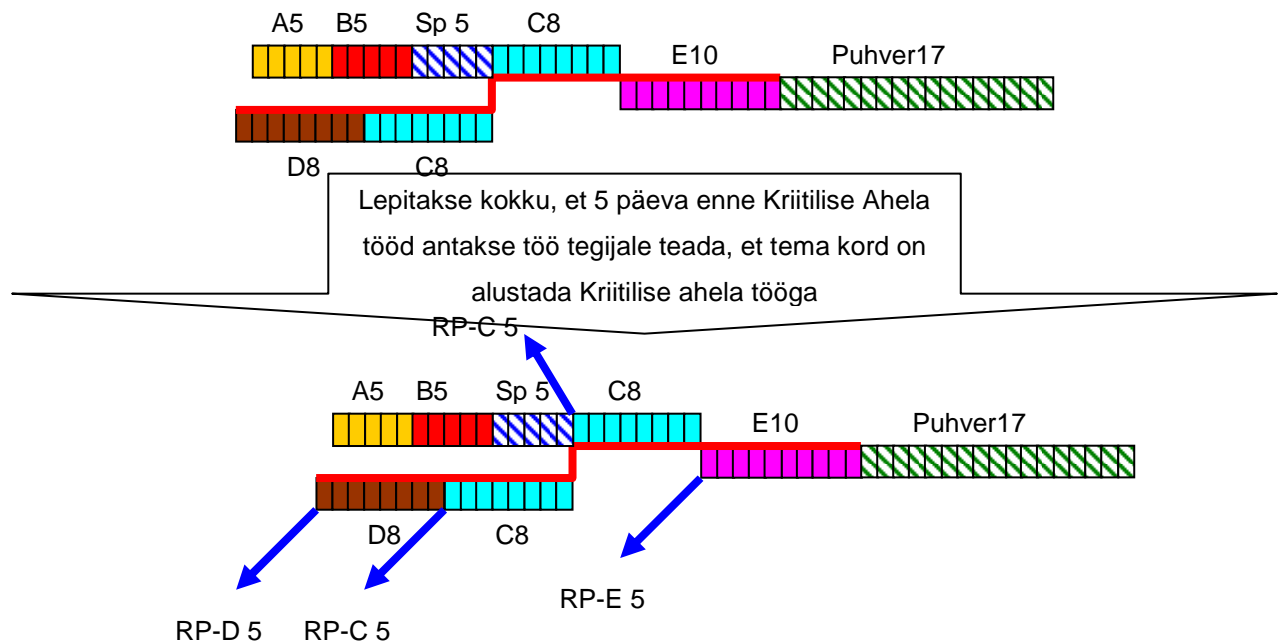 A5 B5 Sp 5 C8
E10 Puhver17
D8 C8
Lepitakse kokku, et 5 päeva enne Kriitilise Ahela
tööd antakse töö tegijale teada, et tema kord on
alustada Kriitilise ahela tööga
RP-C 5
A5 B5 Sp 5 C8
E10 Puhver17
D8 C8
RP-E 5
RP-D 5 RP-C 5